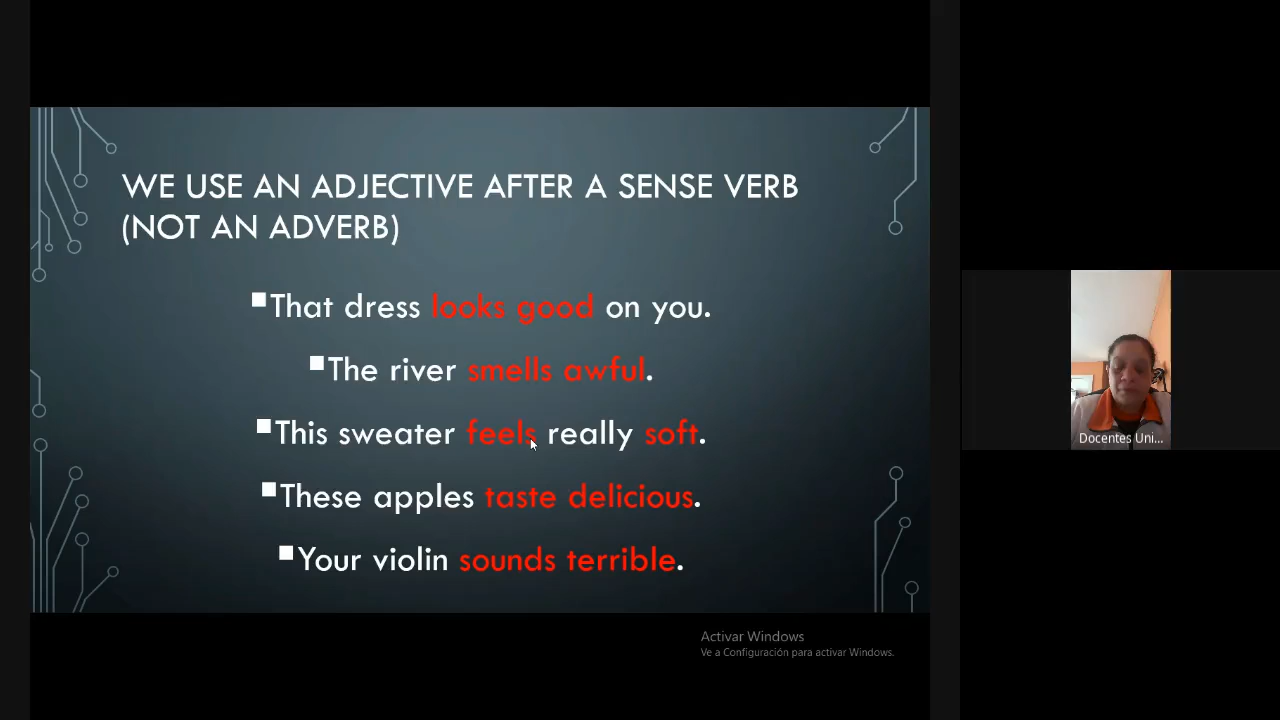 WE USE AN ADJECTIVE AFTER A SENSE VERB
(NOT AN ADVERB)
▪That dress looks good on you.
▪The river smells awful.
▪This sweater feels really soft.
▪These apples taste delicious.
▪Your violin sounds terrible.
Docentes Uni...
Activar Windows
Ve a Configuración para activar Windows.